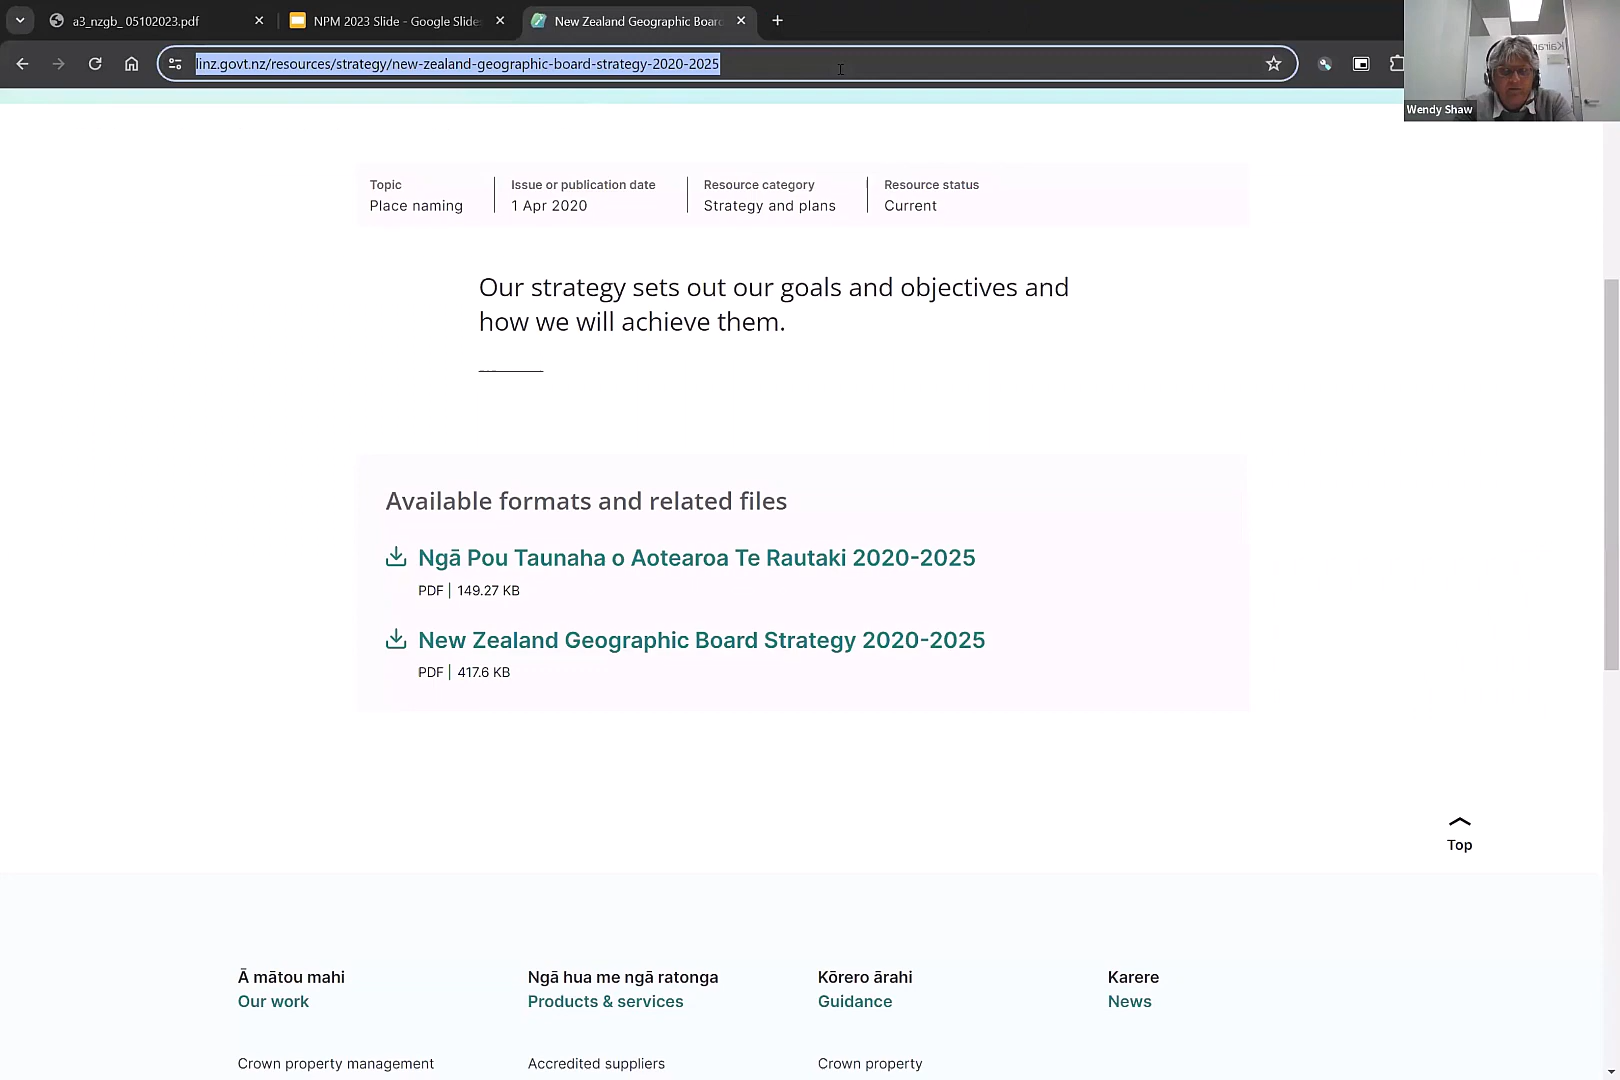 a3_nzgb_ 05102023.pdf
NPM 2023 Slide - Google Slides
New Zealand Geographic Boar
linz.govt.nz/resources/strategy/new-zealand-geographic-board-strategy-2020-2025
Wendy Shaw
Topic
Place naming
Issue or publication date
1 Apr 2020
Resource category
Strategy and plans
Resource status
Current
Our strategy sets out our goals and objectives and
how we will achieve them.
Available formats and related files
Ngā Pou Taunaha o Aotearoa Te Rautaki 2020-2025
PDF | 149.27 KB
New Zealand Geographic Board Strategy 2020-2025
PDF | 417.6 KB
Top
Ā mātou mahi
Our work
Crown property management
Ngā hua me ngā ratonga
Products & services
Accredited suppliers
Kōrero ārahi
Guidance
Crown property
Karere
News